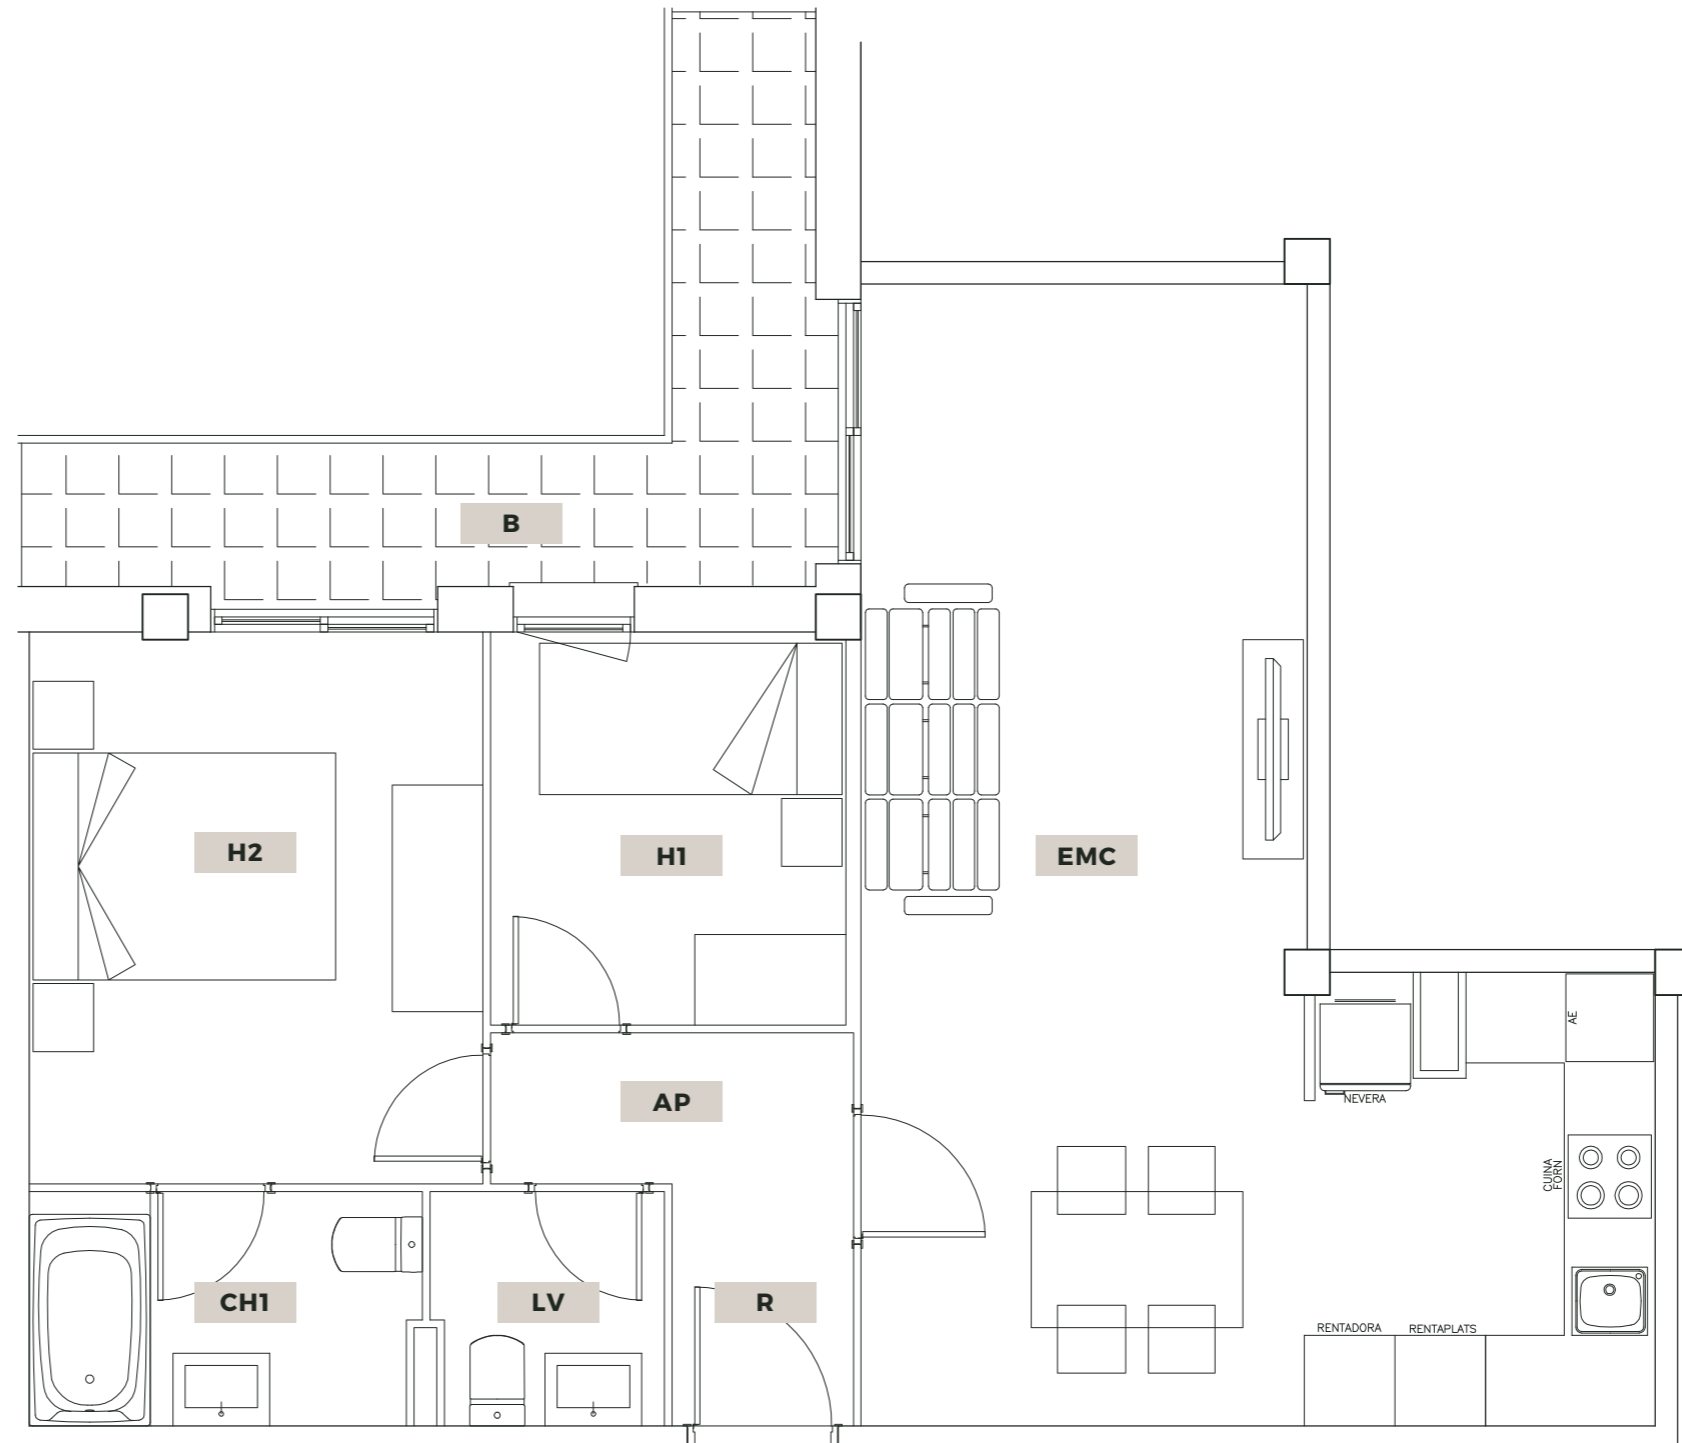 B
H2
H1
EMC
AE
NEVERA
AP
CUINA
FORN
CH1
LV
R
RENTADORA
RENTAPLATS